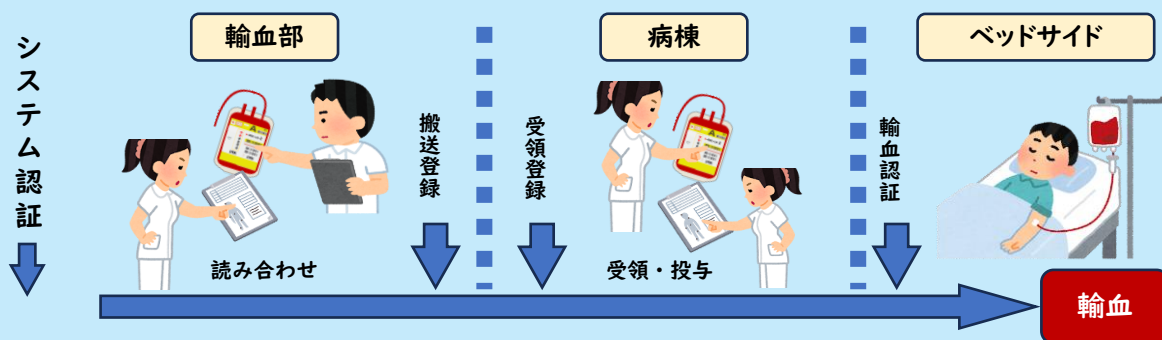 システム認証
輸血部
読み合わせ
搬送登録
受領登録
病棟
受領・投与
輸血認証
ベッドサイド
輸血